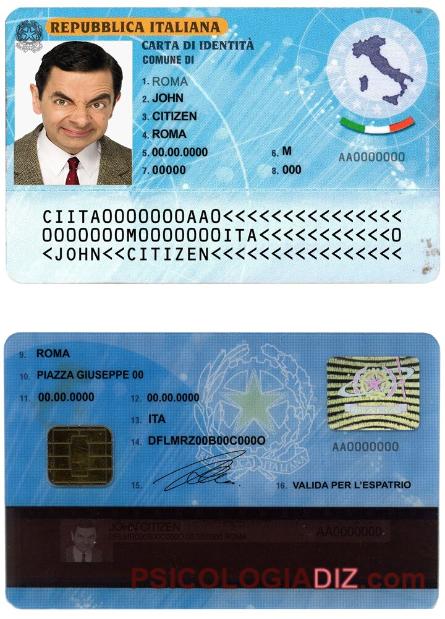 REPUBBLICA ITALIANA
CARTA DI IDENTITÀ
COMUNE DI
1. ROMA
2. JOHN
3. CITIZEN
4. ROMA
5. 00.00.0000 6. M
7. 00000 8. 000
AA0000000
CIITA0000000AA0<<<<<<<<<<<<<<<
0000000M0000000ITA<<<<<<<<<<<0
<JOHN<<CITIZEN<<<<<<<<<<<<<<<<
9. ROMA
10. PIAZZA GIUSEPPE 00
11. 00.00.0000 12. 00.00.0000
13. ITA
14. DFLMRZ00B00C000O
AA0000000
15. 16. VALIDA PER L'ESPATRIO
JOHN CITIZEN
AA0000000
PSICOLOGIADIZ.com